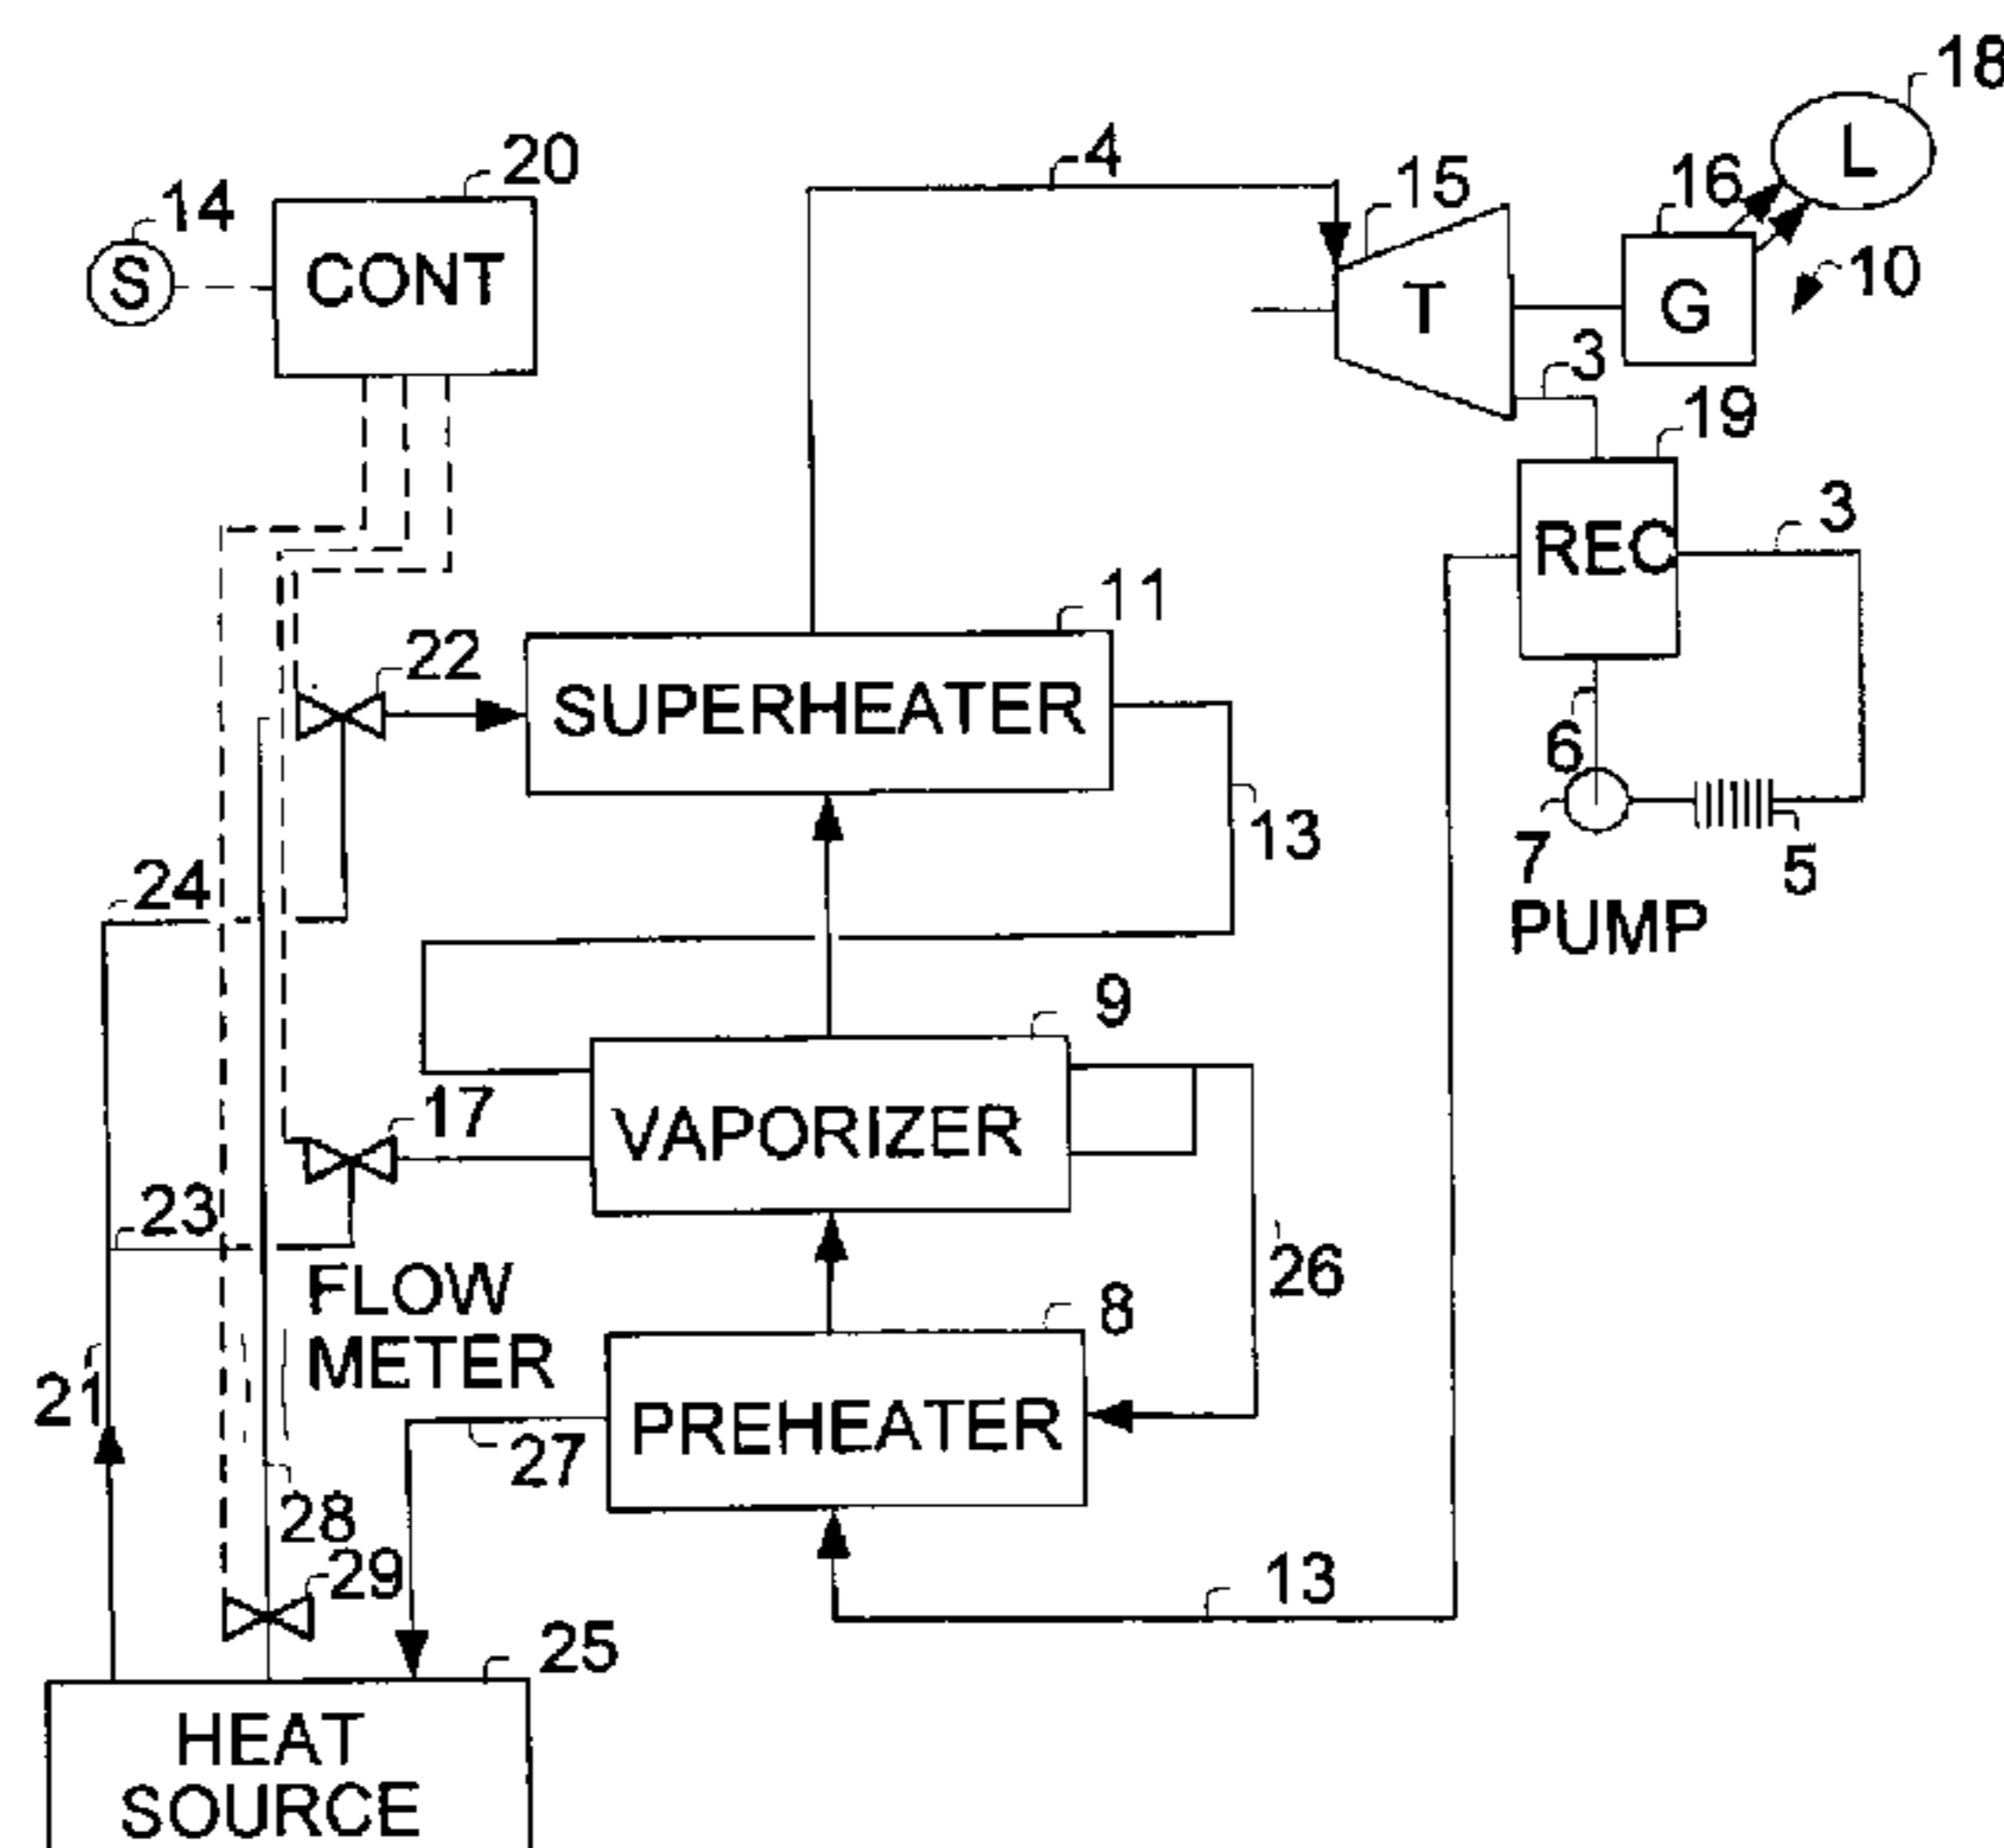 18
L
4
20
15
16
14
S
CONT
T
G
10
3
19
REC
3
11
22
SUPERHEATER
6
13
7
5
24
PUMP
9
17
VAPORIZER
23
26
FLOW
METER
8
21
PREHEATER
27
28
29
13
25
HEAT
SOURCE